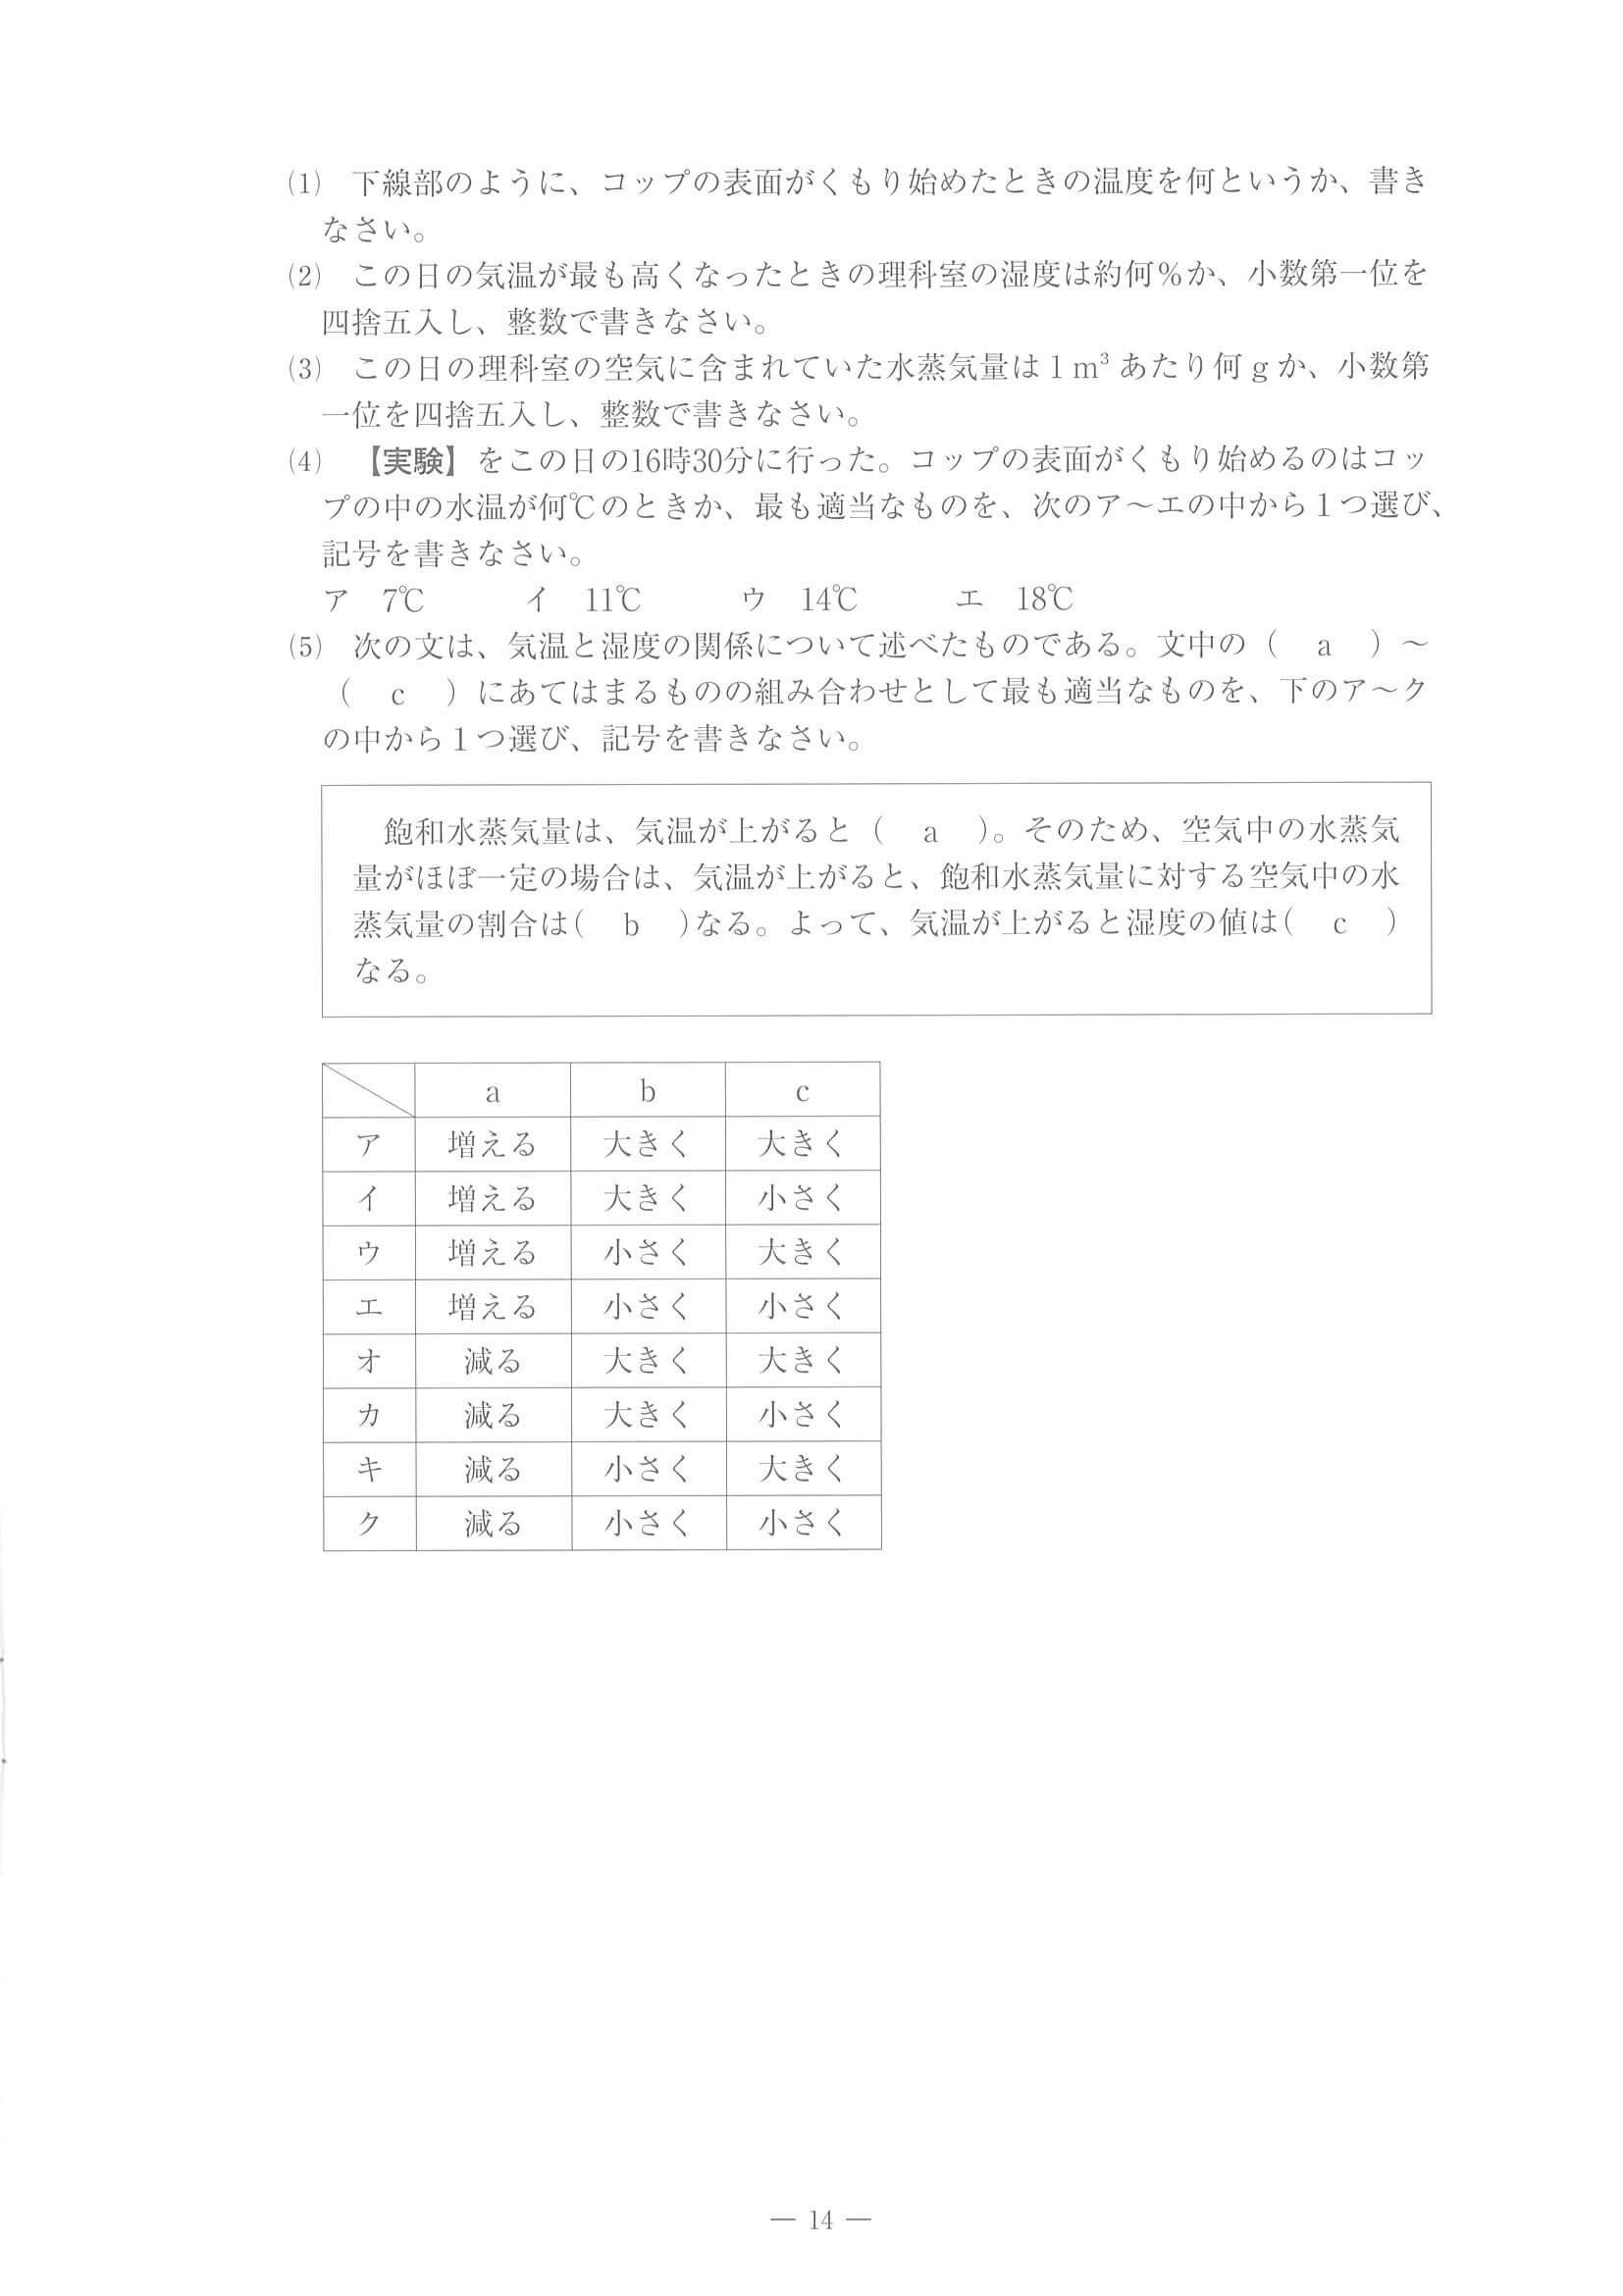 (1)　下線部のように、コップの表面がくもり始めたときの温度を何というか、書き
なさい。
(2)　この日の気温が最も高くなったときの理科室の湿度は約何％か、小数第一位を
四捨五入し、整数で書きなさい。
(3)　この日の理科室の空気に含まれていた水蒸気量は１m³あたり何gか、小数第
一位を四捨五入し、整数で書きなさい。
(4)　【実験】をこの日の16時30分に行った。コップの表面がくもり始めるのはコッ
プの中の水温が何℃のときか、最も適当なものを、次のア～エの中から１つ選び、
記号を書きなさい。
ア　7℃　　イ　11℃　　ウ　14℃　　エ　18℃
(5)　次の文は、気温と湿度の関係について述べたものである。文中の（　a　）～
（　c　）にあてはまるものの組み合わせとして最も適当なものを、下のア～ク
の中から１つ選び、記号を書きなさい。
飽和水蒸気量は、気温が上がると（　a　）。そのため、空気中の水蒸気
量がほぼ一定の場合は、気温が上がると、飽和水蒸気量に対する空気中の水
蒸気量の割合は（　b　）なる。よって、気温が上がると湿度の値は（　c　）
なる。
a　b　c
ア　増える　大きく　大きく
イ　増える　大きく　小さく
ウ　増える　小さく　大きく
エ　増える　小さく　小さく
オ　減る　大きく　大きく
カ　減る　大きく　小さく
キ　減る　小さく　大きく
ク　減る　小さく　小さく
― 14 ―